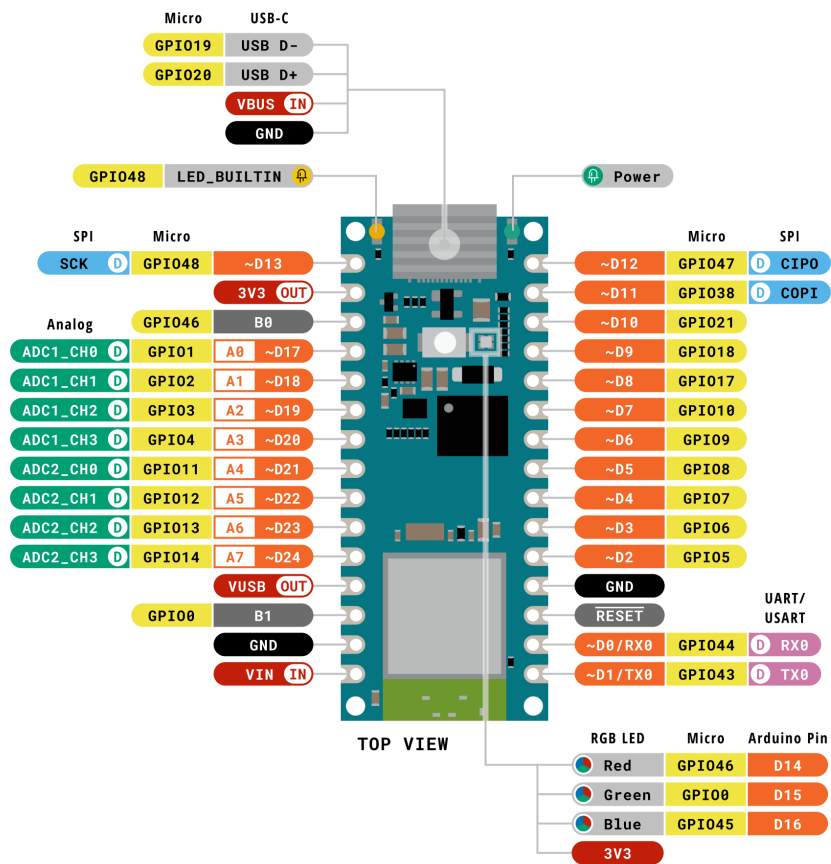 Micro USB-C
GPIO19 USB D-
GPIO20 USB D+
VBUS IN
GND
GPIO48 LED_BUILTIN
Power
SPI Micro
SCK D GPIO48 ~D13
3V3 OUT
GPIO46 B0
Analog
ADC1_CH0 D GPIO1 A0 ~D17
ADC1_CH1 D GPIO2 A1 ~D18
ADC1_CH2 D GPIO3 A2 ~D19
ADC1_CH3 D GPIO4 A3 ~D20
ADC2_CH0 D GPIO11 A4 ~D21
ADC2_CH1 D GPIO12 A5 ~D22
ADC2_CH2 D GPIO13 A6 ~D23
ADC2_CH3 D GPIO14 A7 ~D24
VUSB OUT
GPIO0 B1
GND
VIN IN
Micro SPI
~D12 GPIO47 D CIPO
~D11 GPIO38 D COPI
~D10 GPIO21
~D9 GPIO18
~D8 GPIO17
~D7 GPIO10
~D6 GPIO9
~D5 GPIO8
~D4 GPIO7
~D3 GPIO6
~D2 GPIO5
GND
RESET
UART/
USART
~D0/RX0 GPIO44 D RX0
~D1/TX0 GPIO43 D TX0
TOP VIEW
RGB LED Micro Arduino Pin
Red GPIO46 D14
Green GPIO0 D15
Blue GPIO45 D16
3V3